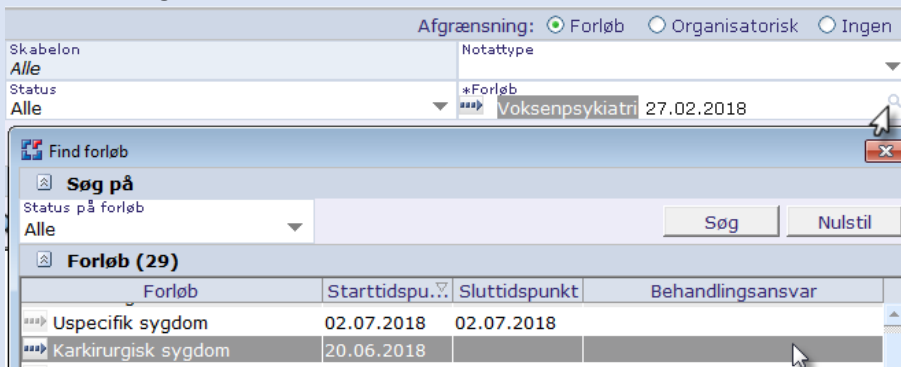 Afgrænsning: Forløb Organisatorisk Ingen
Skabelon Notattype
Alle
Status *Forløb
Alle Voksenpsykiatri 27.02.2018
Find forløb
Søg på
Status på forløb
Alle Søg Nulstil
Forløb (29)
Forløb Starttidspu... Sluttidspunkt Behandlingsansvar
Uspecifik sygdom 02.07.2018 02.07.2018
Karkirurgisk sygdom 20.06.2018